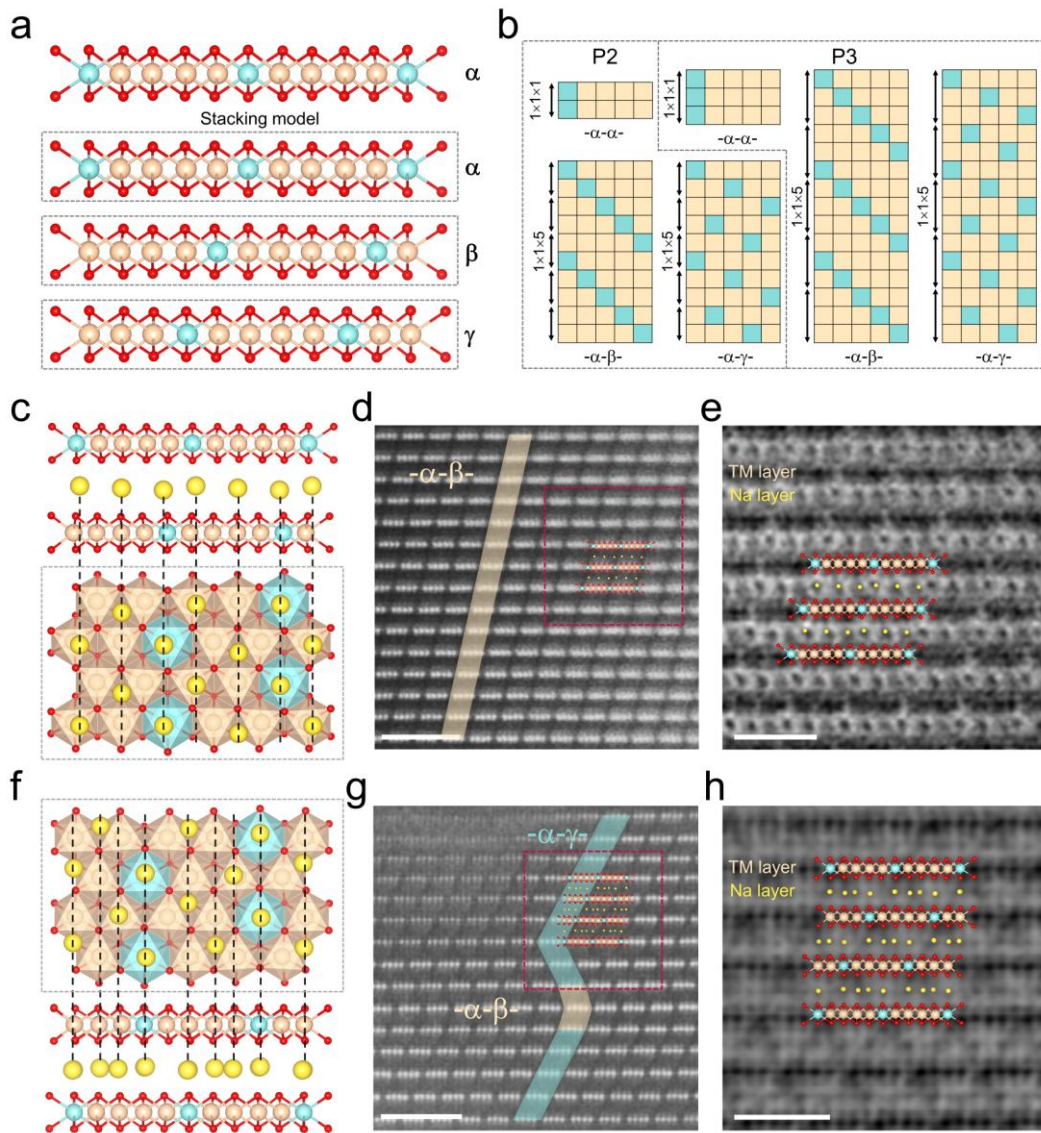 a
α
Stacking model
α
β
γ
b
P2
P3
1×1×1
-α-α-
1×1×1
-α-α-
1×1×5
-α-β-
1×1×5
-α-γ-
1×1×5
-α-β-
1×1×5
-α-γ-
c
d
-α-β-
e
TM layer
Na layer
f
g
-α-γ-
-α-β-
h
TM layer
Na layer